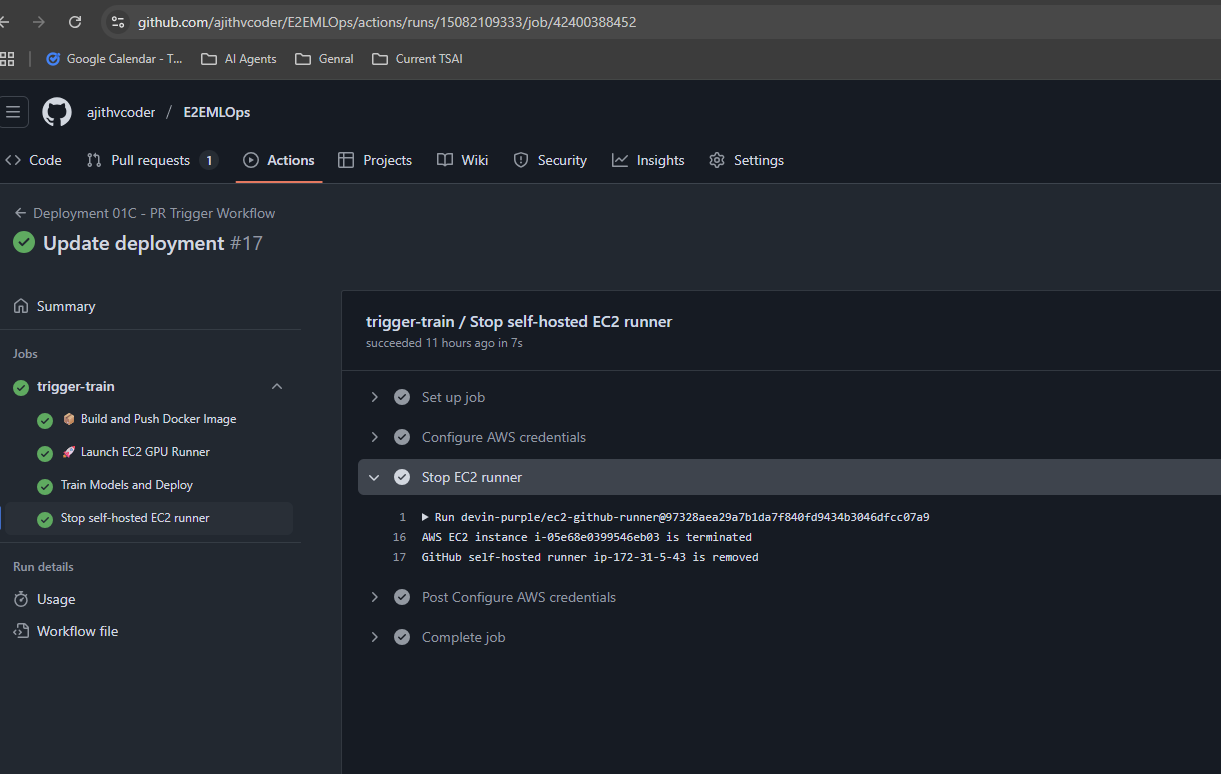 github.com/ajithvcoder/E2EMLOps/actions/runs/15082109333/job/42400388452
Google Calendar - T... AI Agents Genral Current TSAI
ajithvcoder / E2EMLOps
Code Pull requests 1 Actions Projects Wiki Security Insights Settings
Deployment 01C - PR Trigger Workflow
Update deployment #17
Summary
Jobs
trigger-train
Build and Push Docker Image
Launch EC2 GPU Runner
Train Models and Deploy
Stop self-hosted EC2 runner
Run details
Usage
Workflow file
trigger-train / Stop self-hosted EC2 runner
succeeded 11 hours ago in 7s
Set up job
Configure AWS credentials
Stop EC2 runner
1 Run devin-purple/ec2-github-runner@97328aea29a7b1da7f840fd9434b3046dfcc07a9
16 AWS EC2 instance i-05e68e0399546eb03 is terminated
17 GitHub self-hosted runner ip-172-31-5-43 is removed
Post Configure AWS credentials
Complete job